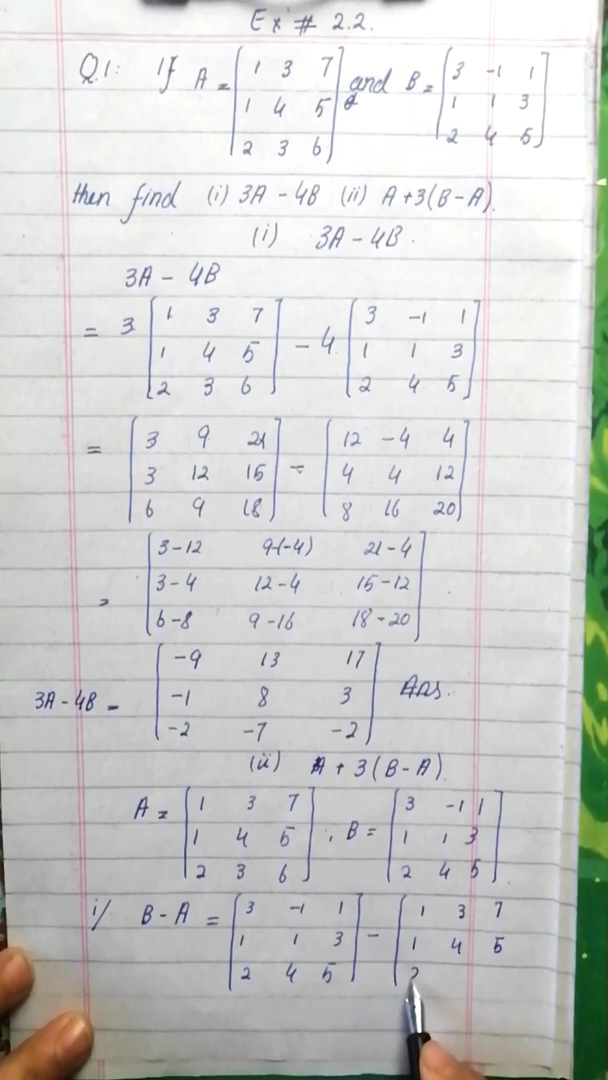 Ex # 2.2.
Q.1: If A = [1 3 7 and B = [3 -1 1
1 4 5 1 1 3
2 3 6] 2 4 5]
then find (i) 3A - 4B (ii) A + 3(B - A).
(i) 3A - 4B.
3A - 4B
= 3. [1 3 7 - 4. [3 -1 1
1 4 5 1 1 3
2 3 6] 2 4 5]
= [3 9 21 - [12 -4 4
3 12 15 4 4 12
6 9 18] 8 16 20]
= [3-12 9-(-4) 21-4
3-4 12-4 15-12
6-8 9-16 18-20]
3A - 4B = [-9 13 17
-1 8 3 Ans.
-2 -7 -2]
(ii) A + 3(B - A).
A = [1 3 7 , B = [3 -1 1
1 4 5 1 1 3
2 3 6] 2 4 5]
i/ B - A = [3 -1 1 - [1 3 7
1 1 3 1 4 5
2 4 5] 2